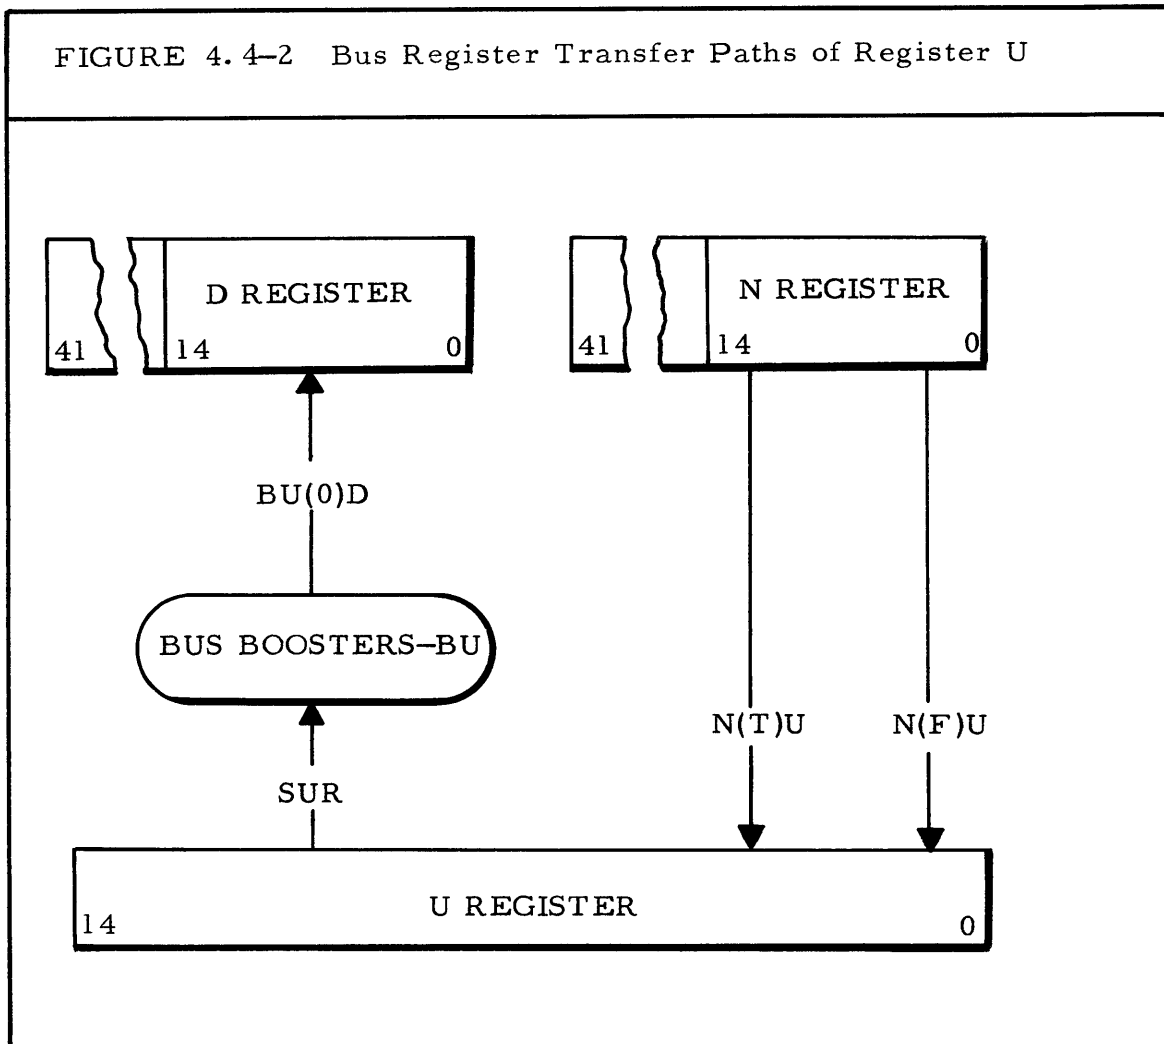 FIGURE 4.4-2 Bus Register Transfer Paths of Register U
D REGISTER
41 14 0
N REGISTER
41 14 0
BU(0)D
BUS BOOSTERS-BU
N(T)U N(F)U
SUR
U REGISTER
14 0